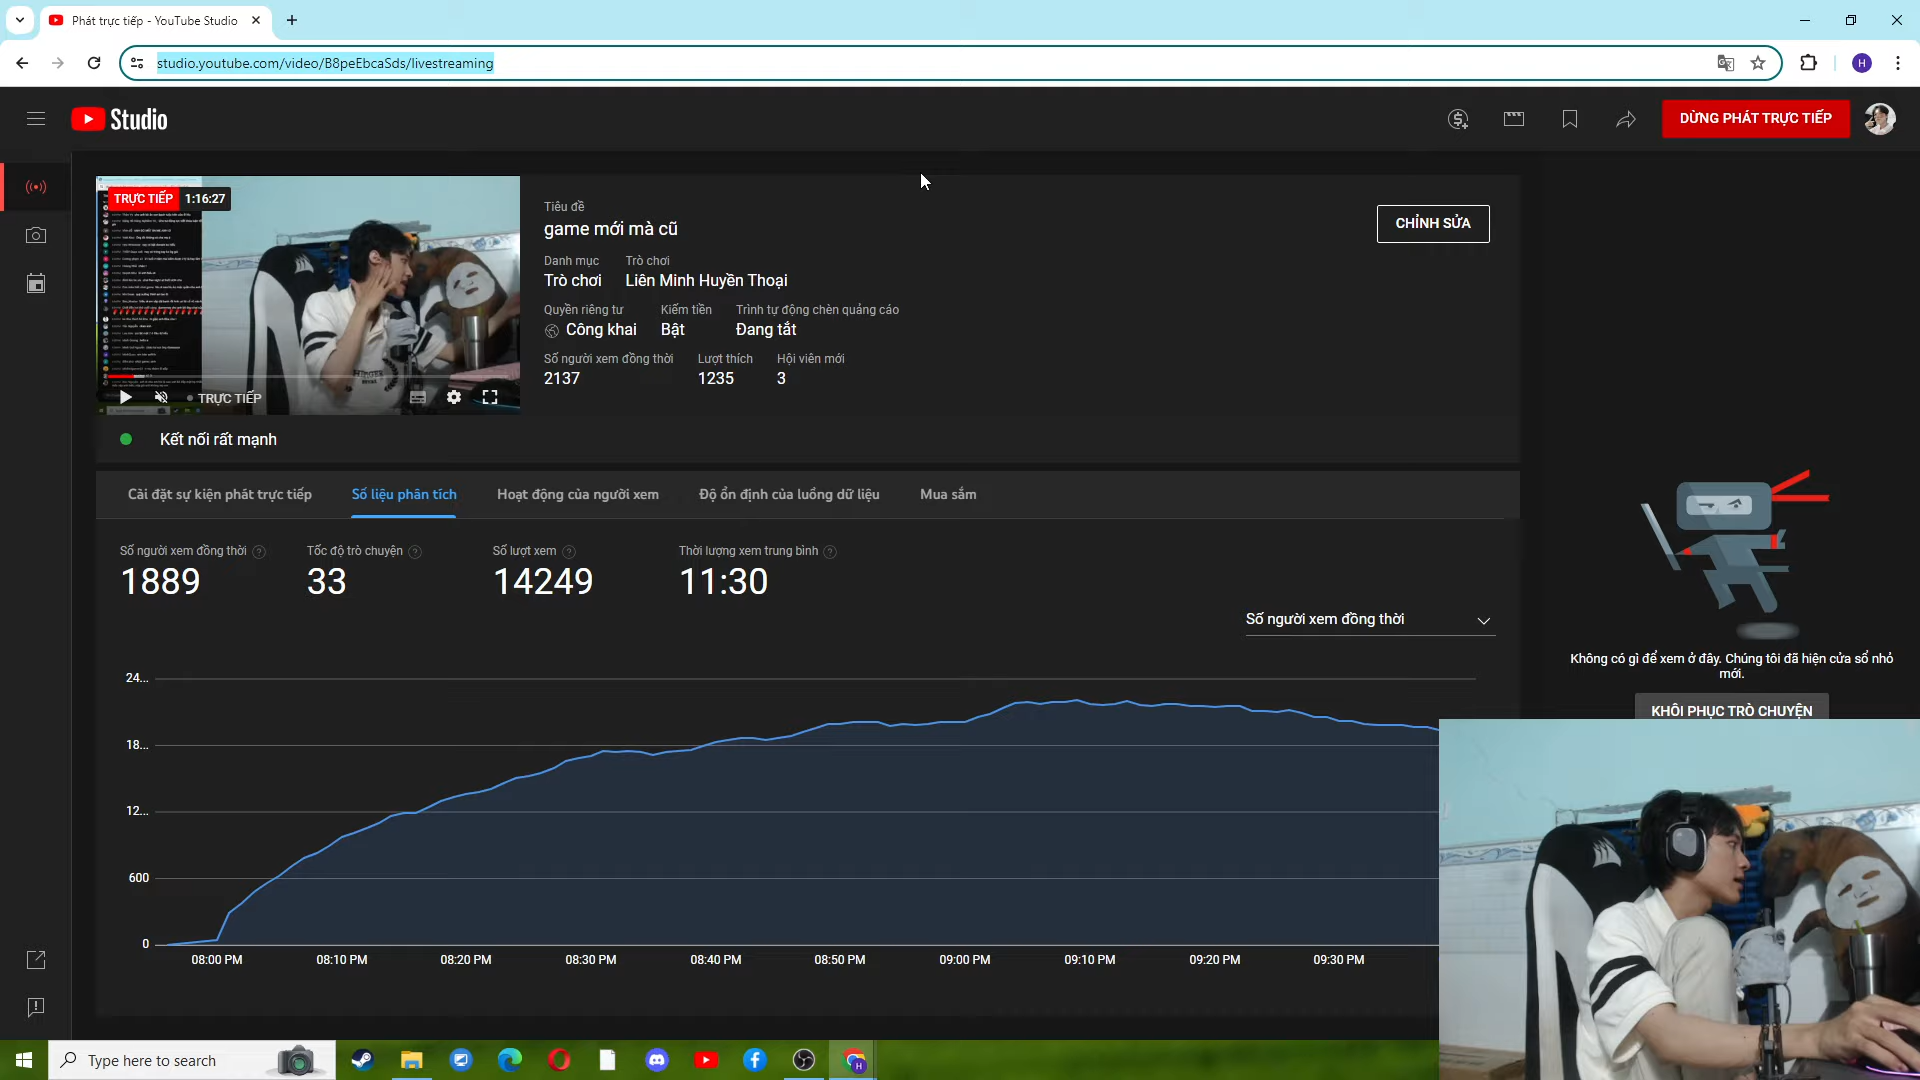 Phát trực tiếp - YouTube Studio
studio.youtube.com/video/B8peEbcaSds/livestreaming
H
Studio
DỪNG PHÁT TRỰC TIẾP
TRỰC TIẾP 1:16:27
TRỰC TIẾP
Tiêu đề
game mới mà cũ
CHỈNH SỬA
Danh mục Trò chơi
Trò chơi Liên Minh Huyền Thoại
Quyền riêng tư Kiếm tiền Trình tự động chèn quảng cáo
Công khai Bật Đang tắt
Số người xem đồng thời Lượt thích Hội viên mới
2137 1235 3
Kết nối rất mạnh
Cài đặt sự kiện phát trực tiếp Số liệu phân tích Hoạt động của người xem Độ ổn định của luồng dữ liệu Mua sắm
Số người xem đồng thời Tốc độ trò chuyện Số lượt xem Thời lượng xem trung bình
1889 33 14249 11:30
Số người xem đồng thời
24...
18...
12...
600
0
08:00 PM 08:10 PM 08:20 PM 08:30 PM 08:40 PM 08:50 PM 09:00 PM 09:10 PM 09:20 PM 09:30 PM
Không có gì để xem ở đây. Chúng tôi đã hiện cửa sổ nhỏ
mới.
KHÔI PHỤC TRÒ CHUYỆN
Type here to search